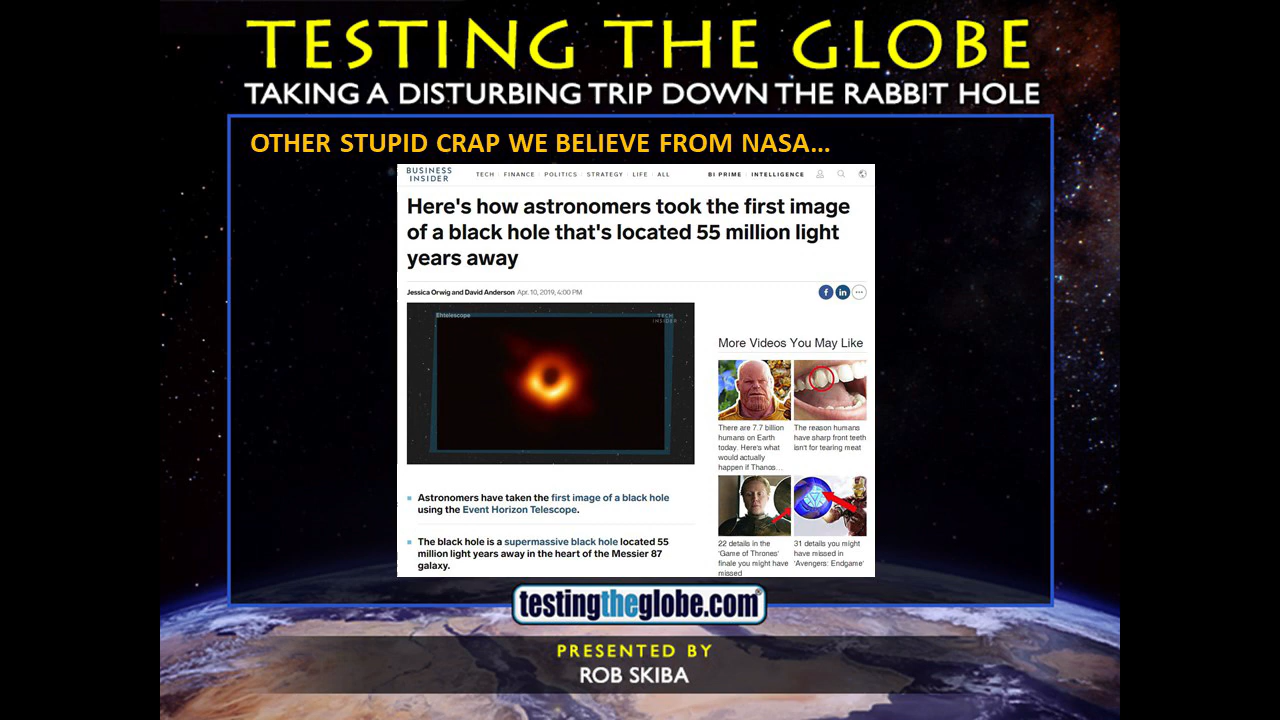 TESTING THE GLOBE
TAKING A DISTURBING TRIP DOWN THE RABBIT HOLE
OTHER STUPID CRAP WE BELIEVE FROM NASA...
BUSINESS
INSIDER
TECH FINANCE POLITICS STRATEGY LIFE ALL
BI PRIME INTELLIGENCE
Here's how astronomers took the first image
of a black hole that's located 55 million light
years away
Jessica Orwig and David Anderson Apr. 10, 2019, 4:00 PM
Ehtelescope
TECH
INSIDER
Astronomers have taken the first image of a black hole
using the Event Horizon Telescope.
The black hole is a supermassive black hole located 55
million light years away in the heart of the Messier 87
galaxy.
More Videos You May Like
There are 7.7 billion
humans on Earth
today. Here's what
would actually
happen if Thanos...
The reason humans
have sharp front teeth
isn't for tearing meat
22 details in the
'Game of Thrones'
finale you might have
missed
31 details you might
have missed in
'Avengers: Endgame'
testingtheglobe.com
PRESENTED BY
ROB SKIBA